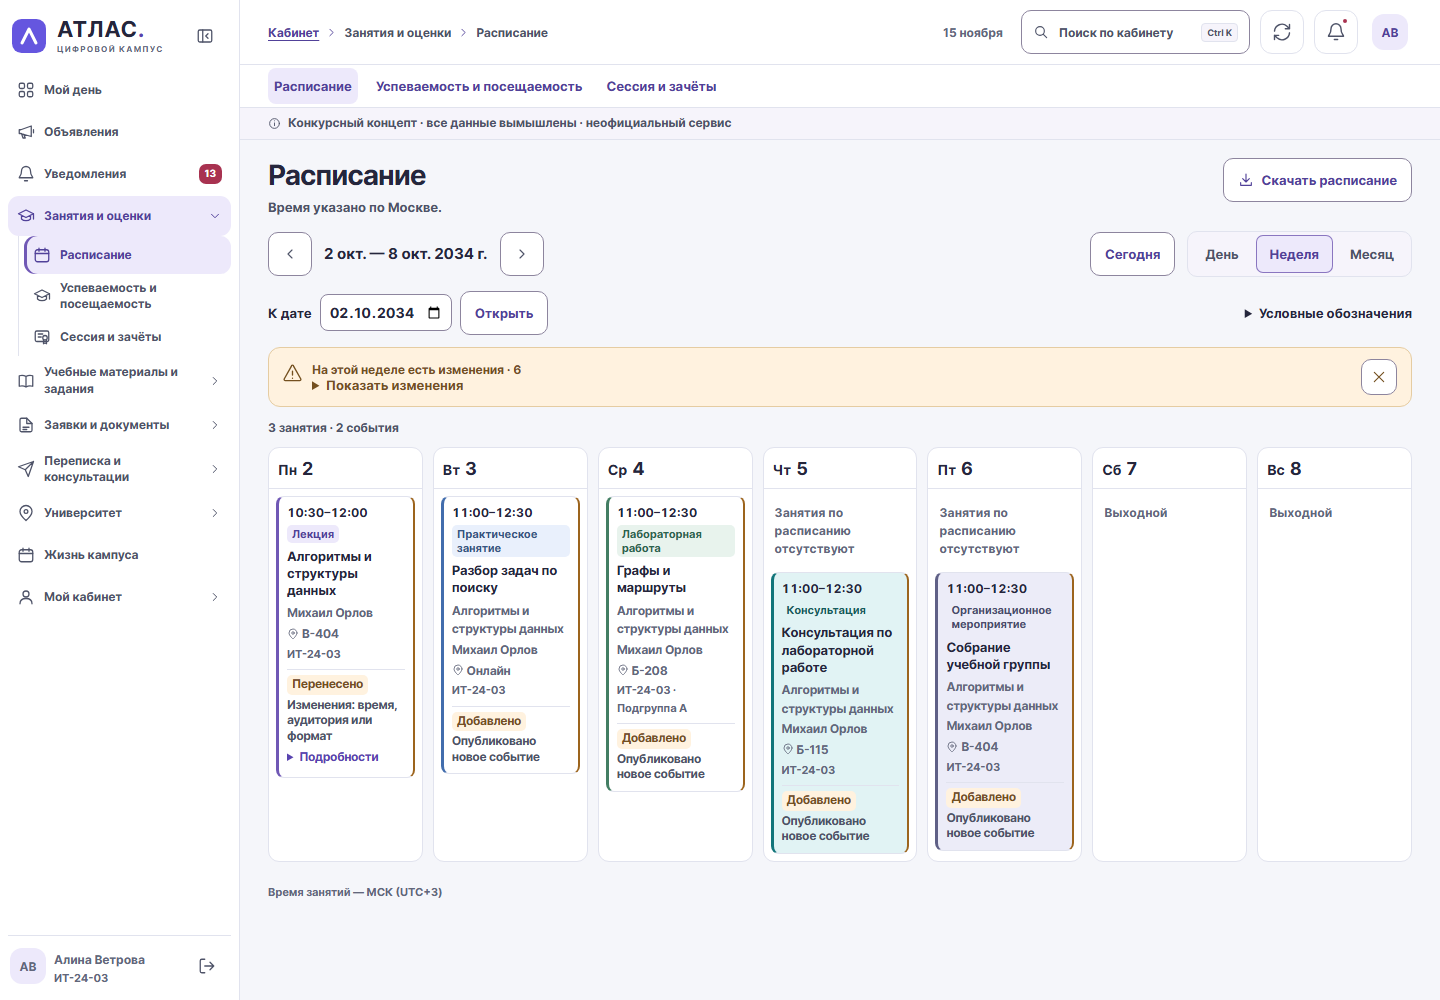 АТЛАС.
ЦИФРОВОЙ КАМПУС
Мой день
Объявления
Уведомления
13
Занятия и оценки
Расписание
Успеваемость и
посещаемость
Сессия и зачёты
Учебные материалы и
задания
Заявки и документы
Переписка и
консультации
Университет
Жизнь кампуса
Мой кабинет
АВ
Алина Ветрова
ИТ-24-03
Кабинет > Занятия и оценки > Расписание
15 ноября
Поиск по кабинету
Ctrl K
АВ
Расписание
Успеваемость и посещаемость
Сессия и зачёты
Конкурсный концепт · все данные вымышлены · неофициальный сервис
Расписание
Скачать расписание
Время указано по Москве.
2 окт. — 8 окт. 2034 г.
Сегодня
День
Неделя
Месяц
К дате
02.10.2034
Открыть
Условные обозначения
На этой неделе есть изменения · 6
Показать изменения
3 занятия · 2 события
Пн 2
10:30–12:00
Лекция
Алгоритмы и
структуры
данных
Михаил Орлов
В-404
ИТ-24-03
Перенесено
Изменения: время,
аудитория или
формат
Подробности
Вт 3
11:00–12:30
Практическое
занятие
Разбор задач по
поиску
Алгоритмы и
структуры данных
Михаил Орлов
Онлайн
ИТ-24-03
Добавлено
Опубликовано
новое событие
Ср 4
11:00–12:30
Лабораторная
работа
Графы и
маршруты
Алгоритмы и
структуры данных
Михаил Орлов
Б-208
ИТ-24-03 ·
Подгруппа А
Добавлено
Опубликовано
новое событие
Чт 5
Занятия по
расписанию
отсутствуют
11:00–12:30
Консультация
Консультация по
лабораторной
работе
Алгоритмы и
структуры данных
Михаил Орлов
Б-115
ИТ-24-03
Добавлено
Опубликовано
новое событие
Пт 6
Занятия по
расписанию
отсутствуют
11:00–12:30
Организационное
мероприятие
Собрание
учебной группы
Алгоритмы и
структуры данных
Михаил Орлов
В-404
ИТ-24-03
Добавлено
Опубликовано
новое событие
Сб 7
Выходной
Вс 8
Выходной
Время занятий — МСК (UTC+3)